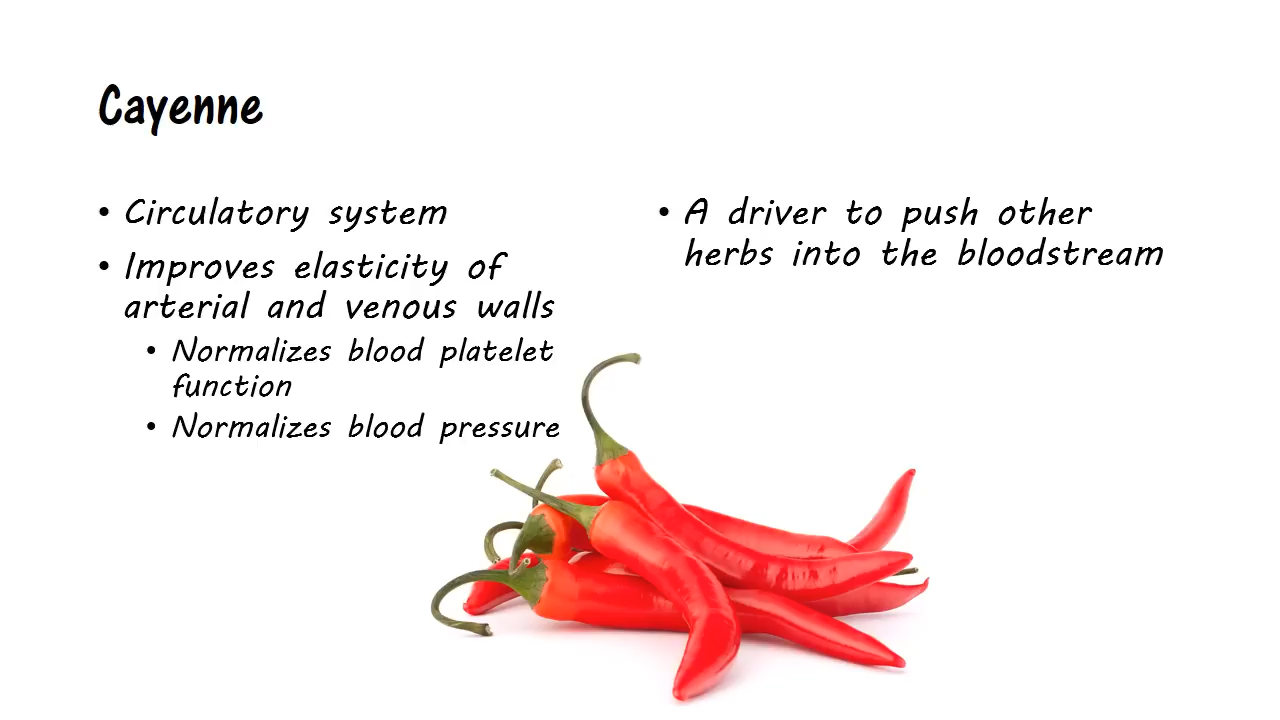 Cayenne
• Circulatory system
• Improves elasticity of
arterial and venous walls
• Normalizes blood platelet
function
• Normalizes blood pressure
• A driver to push other
herbs into the bloodstream